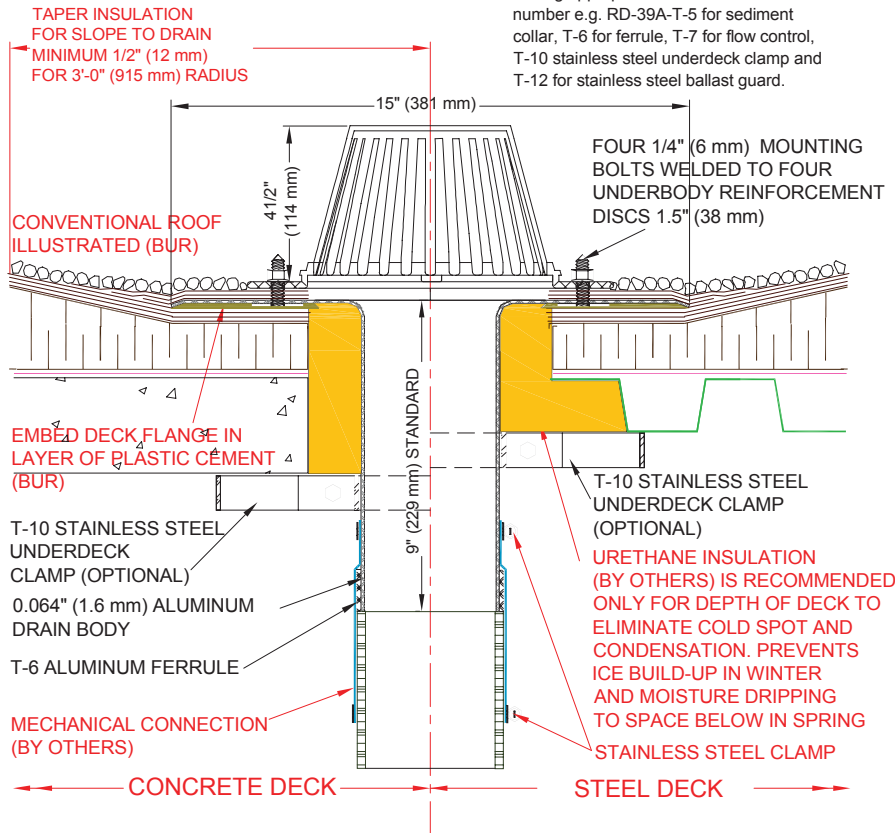 TAPER INSULATION
FOR SLOPE TO DRAIN
MINIMUM 1/2" (12 mm)
FOR 3'-0" (915 mm) RADIUS
number e.g. RD-39A-T-5 for sediment
collar, T-6 for ferrule, T-7 for flow control,
T-10 stainless steel underdeck clamp and
T-12 for stainless steel ballast guard.
15" (381 mm)
41/2"
(114 mm)
FOUR 1/4" (6 mm) MOUNTING
BOLTS WELDED TO FOUR
UNDERBODY REINFORCEMENT
DISCS 1.5" (38 mm)
CONVENTIONAL ROOF
ILLUSTRATED (BUR)
9" (229 mm) STANDARD
EMBED DECK FLANGE IN
LAYER OF PLASTIC CEMENT
(BUR)
T-10 STAINLESS STEEL
UNDERDECK CLAMP
(OPTIONAL)
T-10 STAINLESS STEEL
UNDERDECK
CLAMP (OPTIONAL)
0.064" (1.6 mm) ALUMINUM
DRAIN BODY
T-6 ALUMINUM FERRULE
URETHANE INSULATION
(BY OTHERS) IS RECOMMENDED
ONLY FOR DEPTH OF DECK TO
ELIMINATE COLD SPOT AND
CONDENSATION. PREVENTS
ICE BUILD-UP IN WINTER
AND MOISTURE DRIPPING
TO SPACE BELOW IN SPRING
MECHANICAL CONNECTION
(BY OTHERS)
STAINLESS STEEL CLAMP
CONCRETE DECK
STEEL DECK